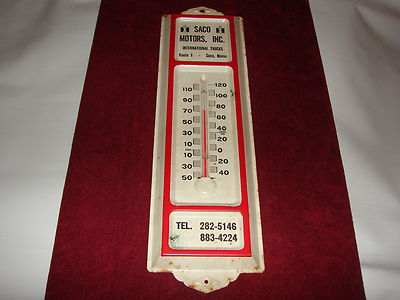 SACO
MOTORS, INC.
INTERNATIONAL TRUCKS
Route 1 - Saco, Maine
120
110 100
90 80
70 60
50 40
30 20
10 0
10 20
30 40
50
TEL. 282-5146
883-4224